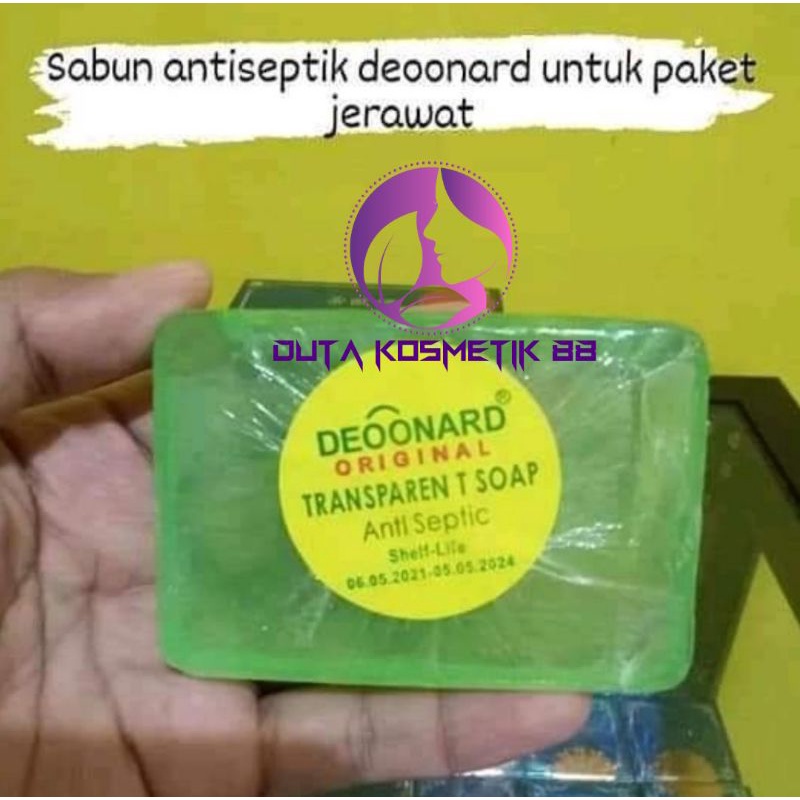 Sabun antiseptik deoonard untuk paket
jerawat
DUTA KOSMETIK 88
DEOONARD®
ORIGINAL
TRANSPAREN T SOAP
Anti Septic
Shelf-Life
06.05.2021-05.05.2024